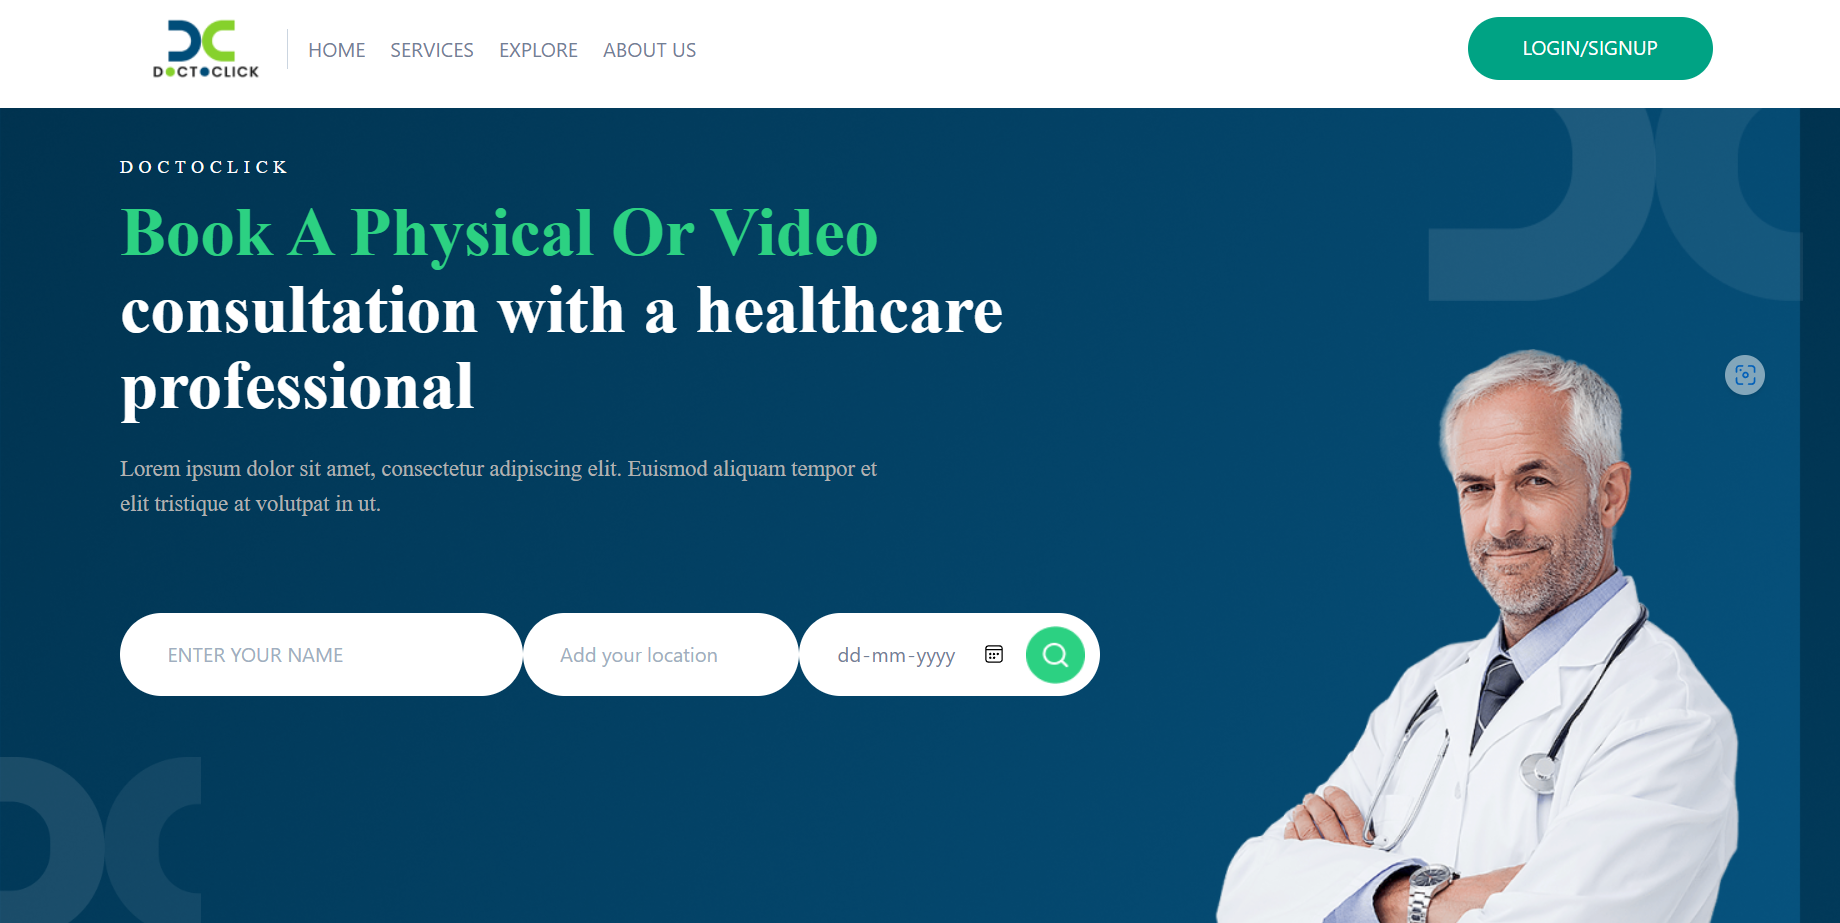 DOCTOCLICK
HOME SERVICES EXPLORE ABOUT US LOGIN/SIGNUP
DOCTOCLICK
Book A Physical Or Video
consultation with a healthcare
professional
Lorem ipsum dolor sit amet, consectetur adipiscing elit. Euismod aliquam tempor et
elit tristique at volutpat in ut.
ENTER YOUR NAME Add your location dd-mm-yyyy